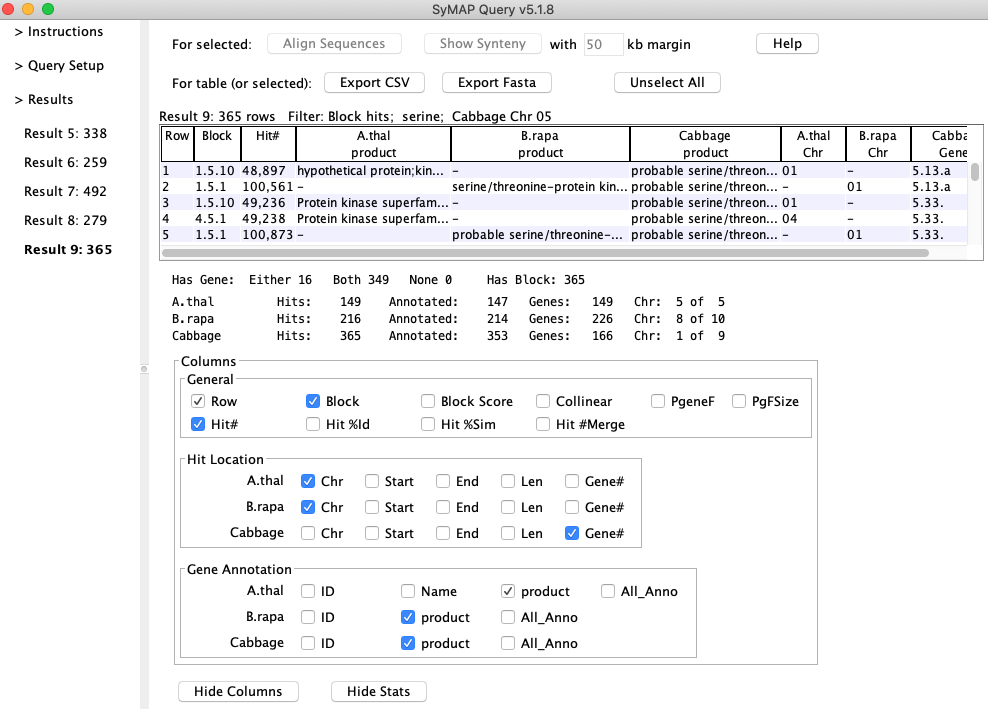 SyMAP Query v5.1.8
> Instructions
> Query Setup
> Results
Result 5: 338
Result 6: 259
Result 7: 492
Result 8: 279
Result 9: 365
For selected: Align Sequences Show Synteny with 50 kb margin Help
For table (or selected): Export CSV Export Fasta Unselect All
Result 9: 365 rows Filter: Block hits; serine; Cabbage Chr 05
Row Block Hit# A.thal product B.rapa product Cabbage product A.thal Chr B.rapa Chr Cabba Gene
1 1.5.10 48,897 hypothetical protein;kin... – probable serine/threon... 01 – 5.13.a
2 1.5.1 100,561 – serine/threonine-protein kin... probable serine/threon... – 01 5.13.a
3 1.5.10 49,236 Protein kinase superfam... – probable serine/threon... 01 – 5.33.
4 4.5.1 49,238 Protein kinase superfam... – probable serine/threon... 04 – 5.33.
5 1.5.1 100,873 – probable serine/threonine-... probable serine/threon... – 01 5.33.
Has Gene: Either 16 Both 349 None 0 Has Block: 365
A.thal Hits: 149 Annotated: 147 Genes: 149 Chr: 5 of 5
B.rapa Hits: 216 Annotated: 214 Genes: 226 Chr: 8 of 10
Cabbage Hits: 365 Annotated: 353 Genes: 166 Chr: 1 of 9
Columns
General
Row Block Block Score Collinear PgeneF PgFSize
Hit# Hit %Id Hit %Sim Hit #Merge
Hit Location
A.thal Chr Start End Len Gene#
B.rapa Chr Start End Len Gene#
Cabbage Chr Start End Len Gene#
Gene Annotation
A.thal ID Name product All_Anno
B.rapa ID product All_Anno
Cabbage ID product All_Anno
Hide Columns Hide Stats